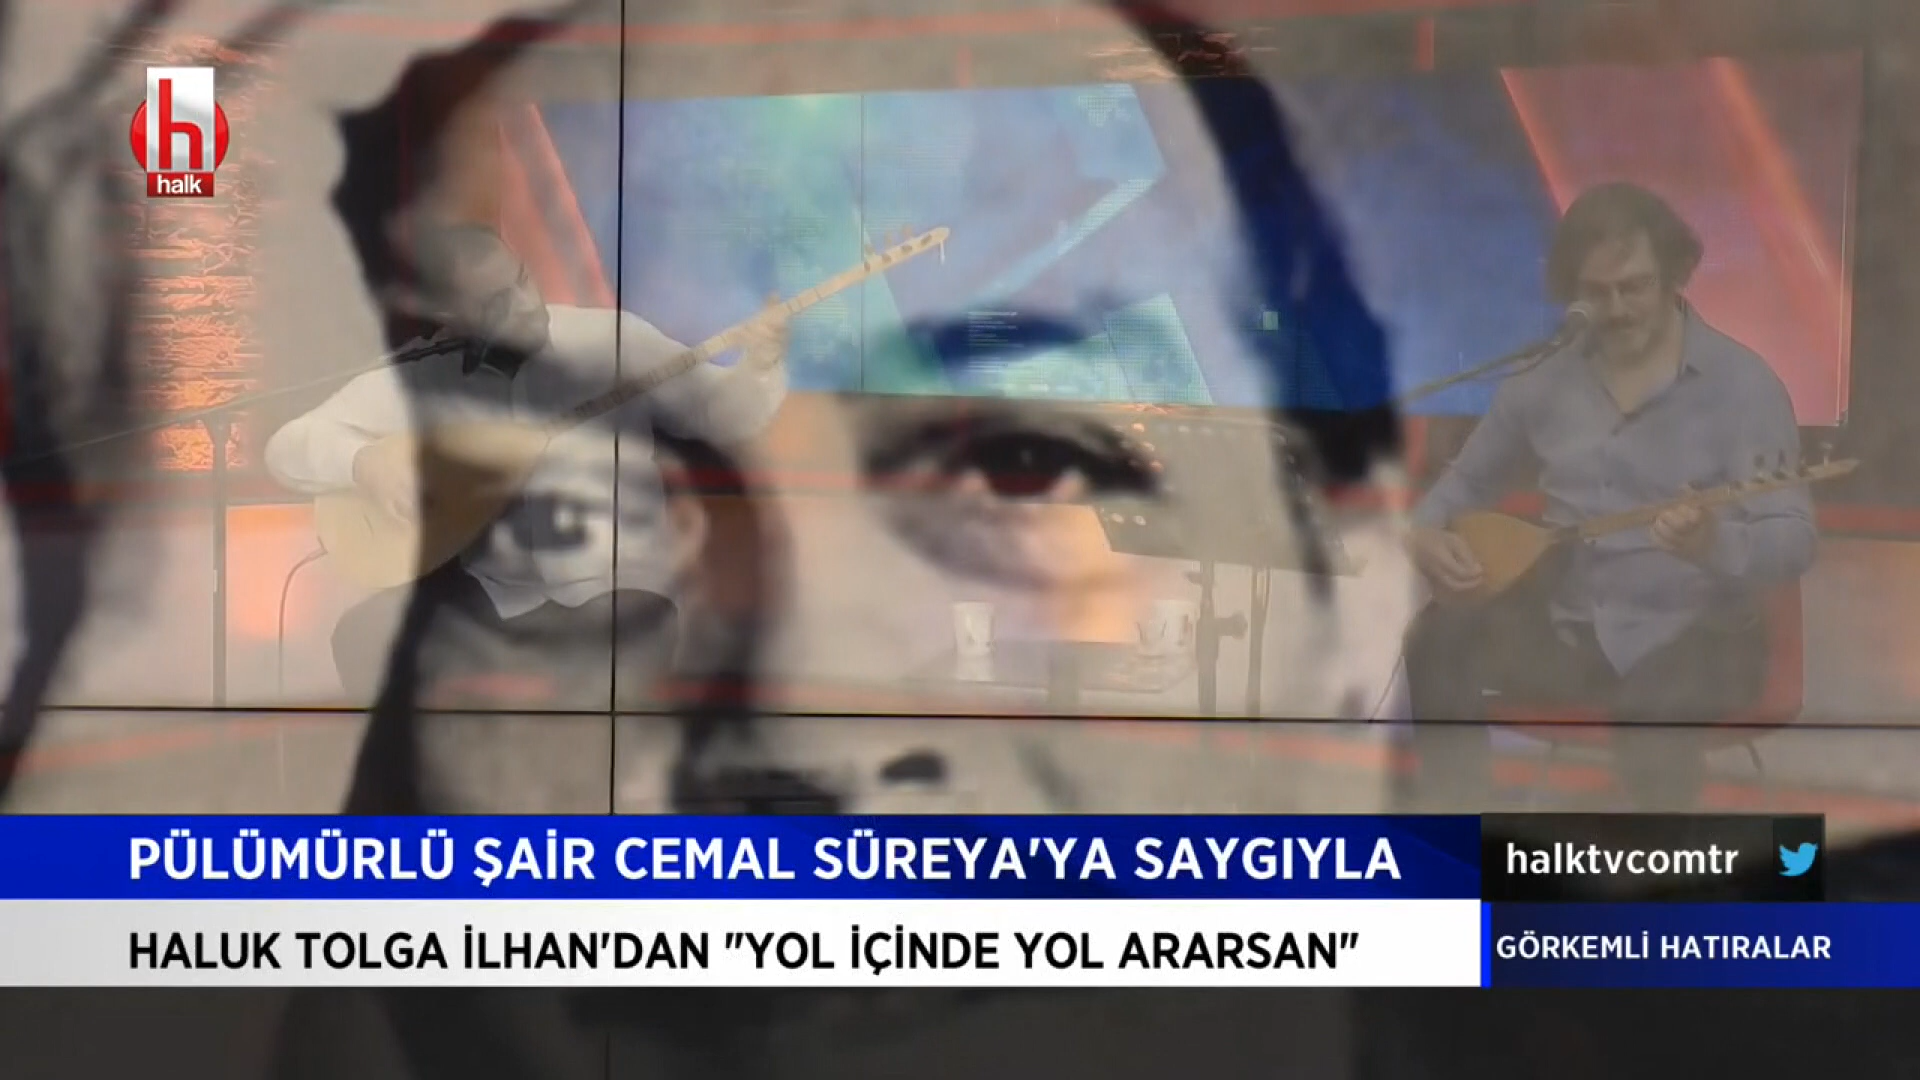 h
halk
PÜLÜMÜRLÜ ŞAİR CEMAL SÜREYA'YA SAYGIYLA
halktvcomtr
HALUK TOLGA İLHAN'DAN "YOL İÇİNDE YOL ARARSAN"
GÖRKEMLİ HATIRALAR